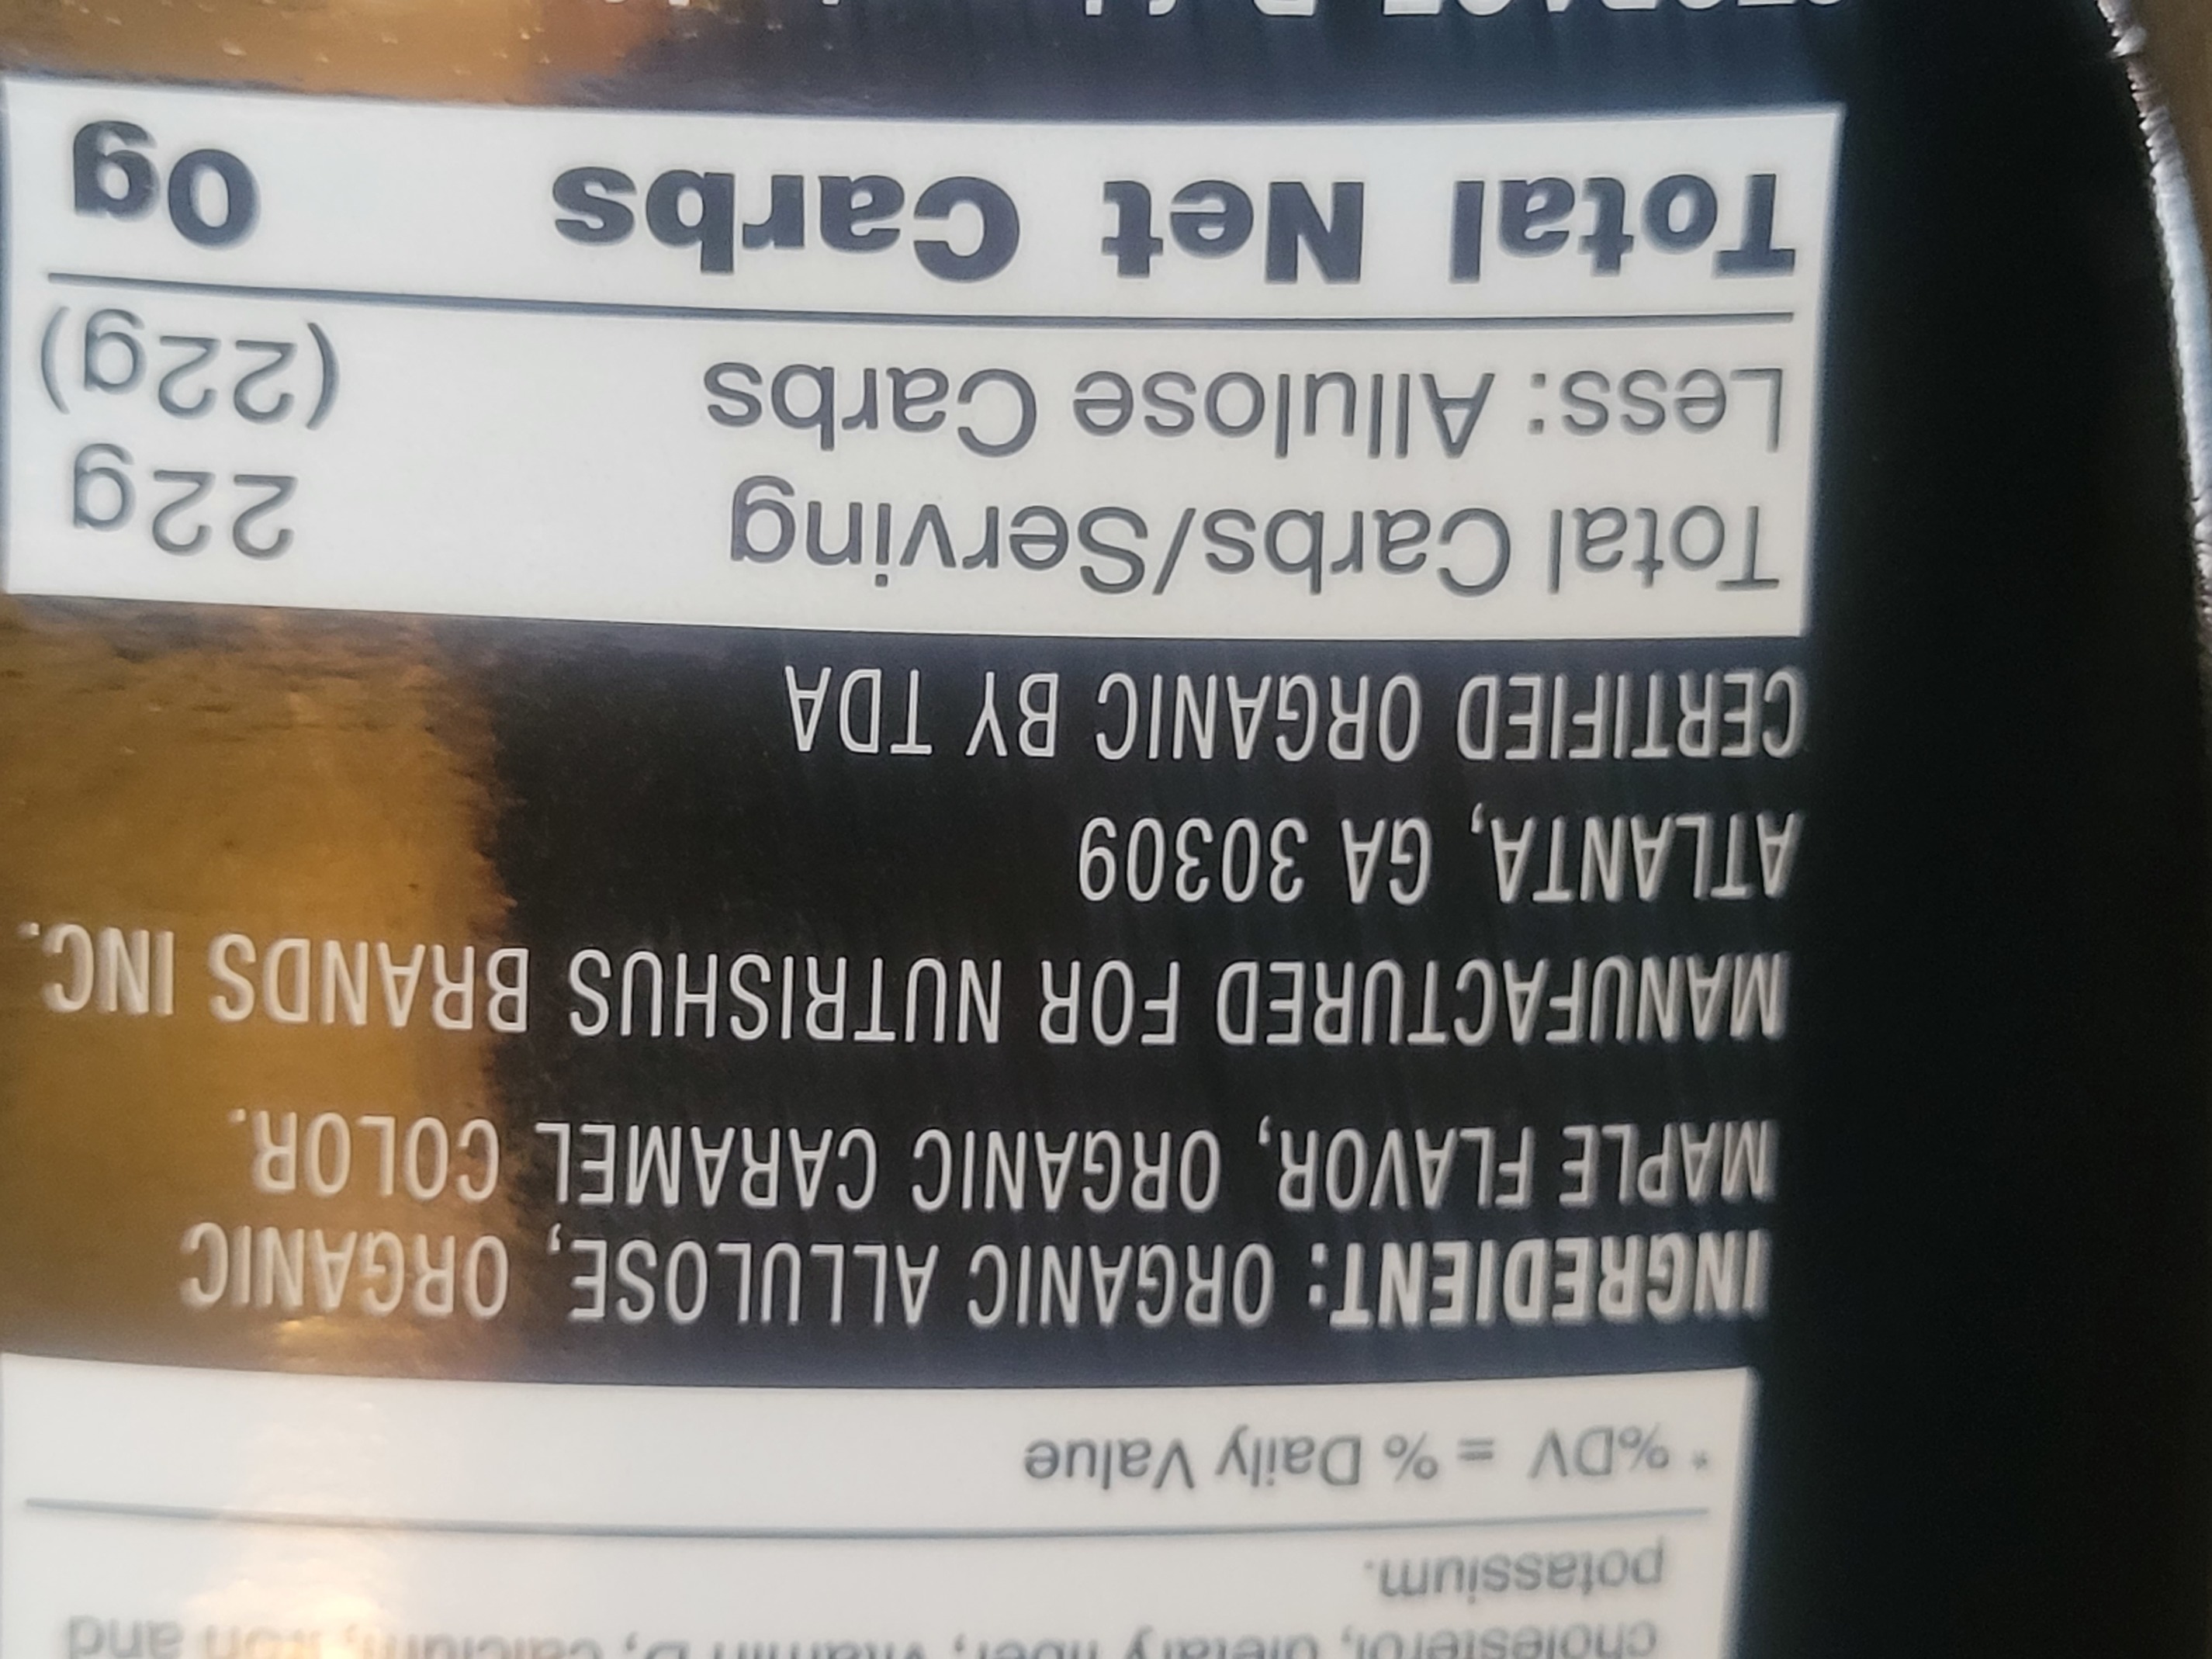 cholesterol, dietary fiber, vitamin D, calcium, iron and
potassium.
* %DV = % Daily Value
INGREDIENT: ORGANIC ALLULOSE, ORGANIC
MAPLE FLAVOR, ORGANIC CARAMEL COLOR.
MANUFACTURED FOR NUTRISHUS BRANDS INC.
ATLANTA, GA 30309
CERTIFIED ORGANIC BY TDA
Total Carbs/Serving 22g
Less: Allulose Carbs (22g)
Total Net Carbs 0g